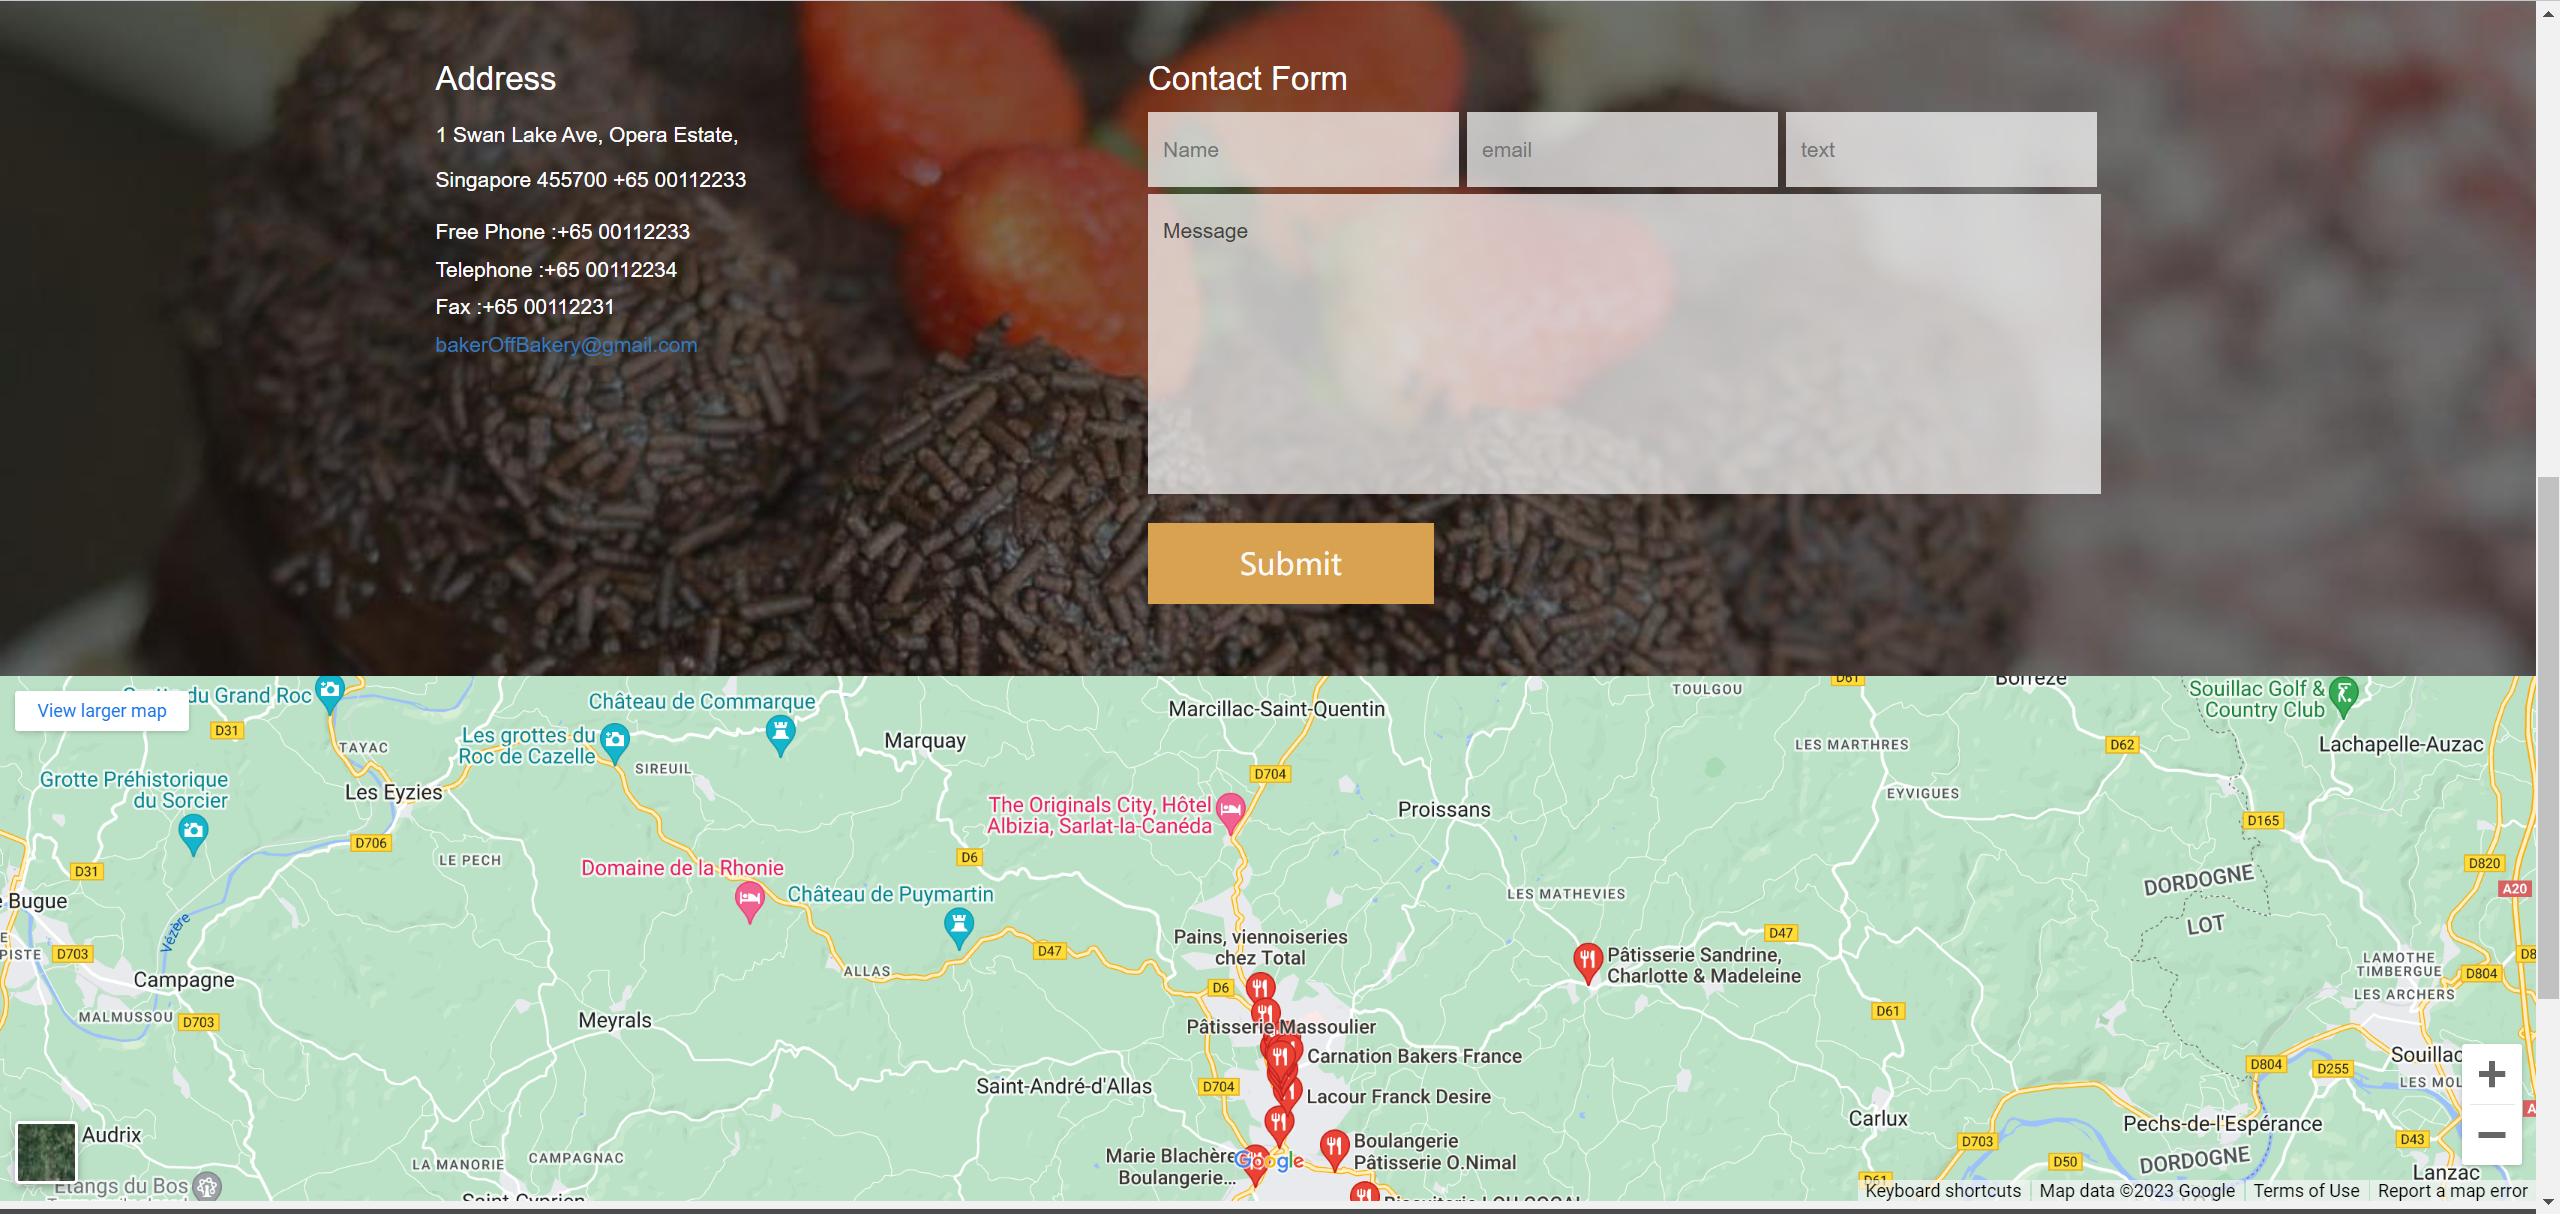 Address
1 Swan Lake Ave, Opera Estate,
Singapore 455700 +65 00112233
Free Phone :+65 00112233
Telephone :+65 00112234
Fax :+65 00112231
bakerOffBakery@gmail.com
Contact Form
Name
email
text
Message
Submit
View larger map
du Grand Roc
D31
TAYAC
Les grottes du
Roc de Cazelle
SIREUIL
Château de Commarque
Marquay
Marcillac-Saint-Quentin
D704
TOULGOU
D61
Borrèze
LES MARTHRES
D62
Souillac Golf &
Country Club
Lachapelle-Auzac
Grotte Préhistorique
du Sorcier
Les Eyzies
D706
LE PECH
D31
Bugue
Vézère
D703
PISTE
Campagne
MALMUSSOU
D703
Domaine de la Rhonie
Château de Puymartin
D6
The Originals City, Hôtel
Albizia, Sarlat-la-Canéda
Proissans
EYVIGUES
D165
D820
A20
LES MATHEVIES
DORDOGNE
LOT
ALLAS
D47
Pains, viennoiseries
chez Total
D6
Pâtisserie Sandrine,
Charlotte & Madeleine
D47
LAMOTHE
TIMBERGUE
D804
LES ARCHERS
Meyrals
Pâtisserie Massoulier
Carnation Bakers France
D61
Saint-André-d'Allas
D704
Lacour Franck Desire
Souillac
D804
D255
LES MOL
Audrix
LA MANORIE
CAMPAGNAC
Marie Blachère
Boulangerie...
Google
Boulangerie
Pâtisserie O.Nimal
Carlux
D703
Pechs-de-l'Espérance
D43
D50
DORDOGNE
Lanzac
D61
Etangs du Bos
Saint-Cyprien
Keyboard shortcuts
Map data ©2023 Google
Terms of Use
Report a map error